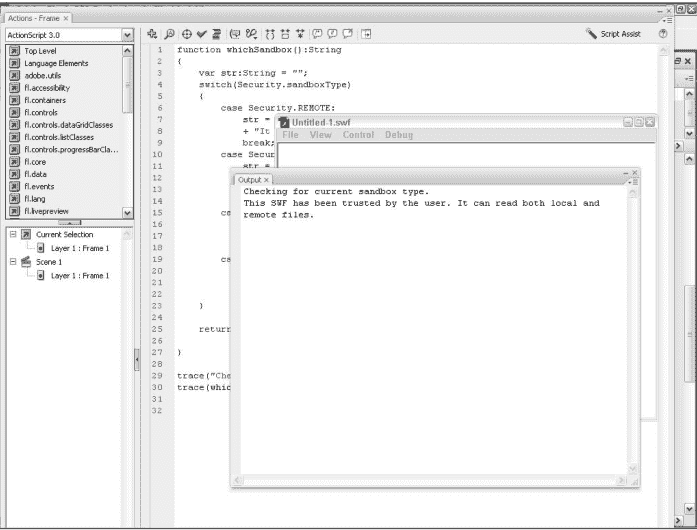 Actions - Frame ×
ActionScript 3.0
Script Assist
Top Level
Language Elements
adobe.utils
fl.accessibility
fl.containers
fl.controls
fl.controls.dataGridClasses
fl.controls.listClasses
fl.controls.progressBarCla...
fl.core
fl.data
fl.events
fl.lang
fl.livepreview
Current Selection
Layer 1 : Frame 1
Scene 1
Layer 1 : Frame 1
1 function whichSandbox():String
2 {
3 var str:String = "";
4 switch(Security.sandboxType)
5 {
6 case Security.REMOTE:
7 str =
8 + "It
9 break;
10 case Secur
11 str =
12
13
14
15 ca
16
17
18
19 ca
20
21
22
23 }
24
25 return
26
27 }
28
29 trace("Che
30 trace(whic
31
32
Untitled-1.swf
File View Control Debug
Output ×
Checking for current sandbox type.
This SWF has been trusted by the user. It can read both local and
remote files.